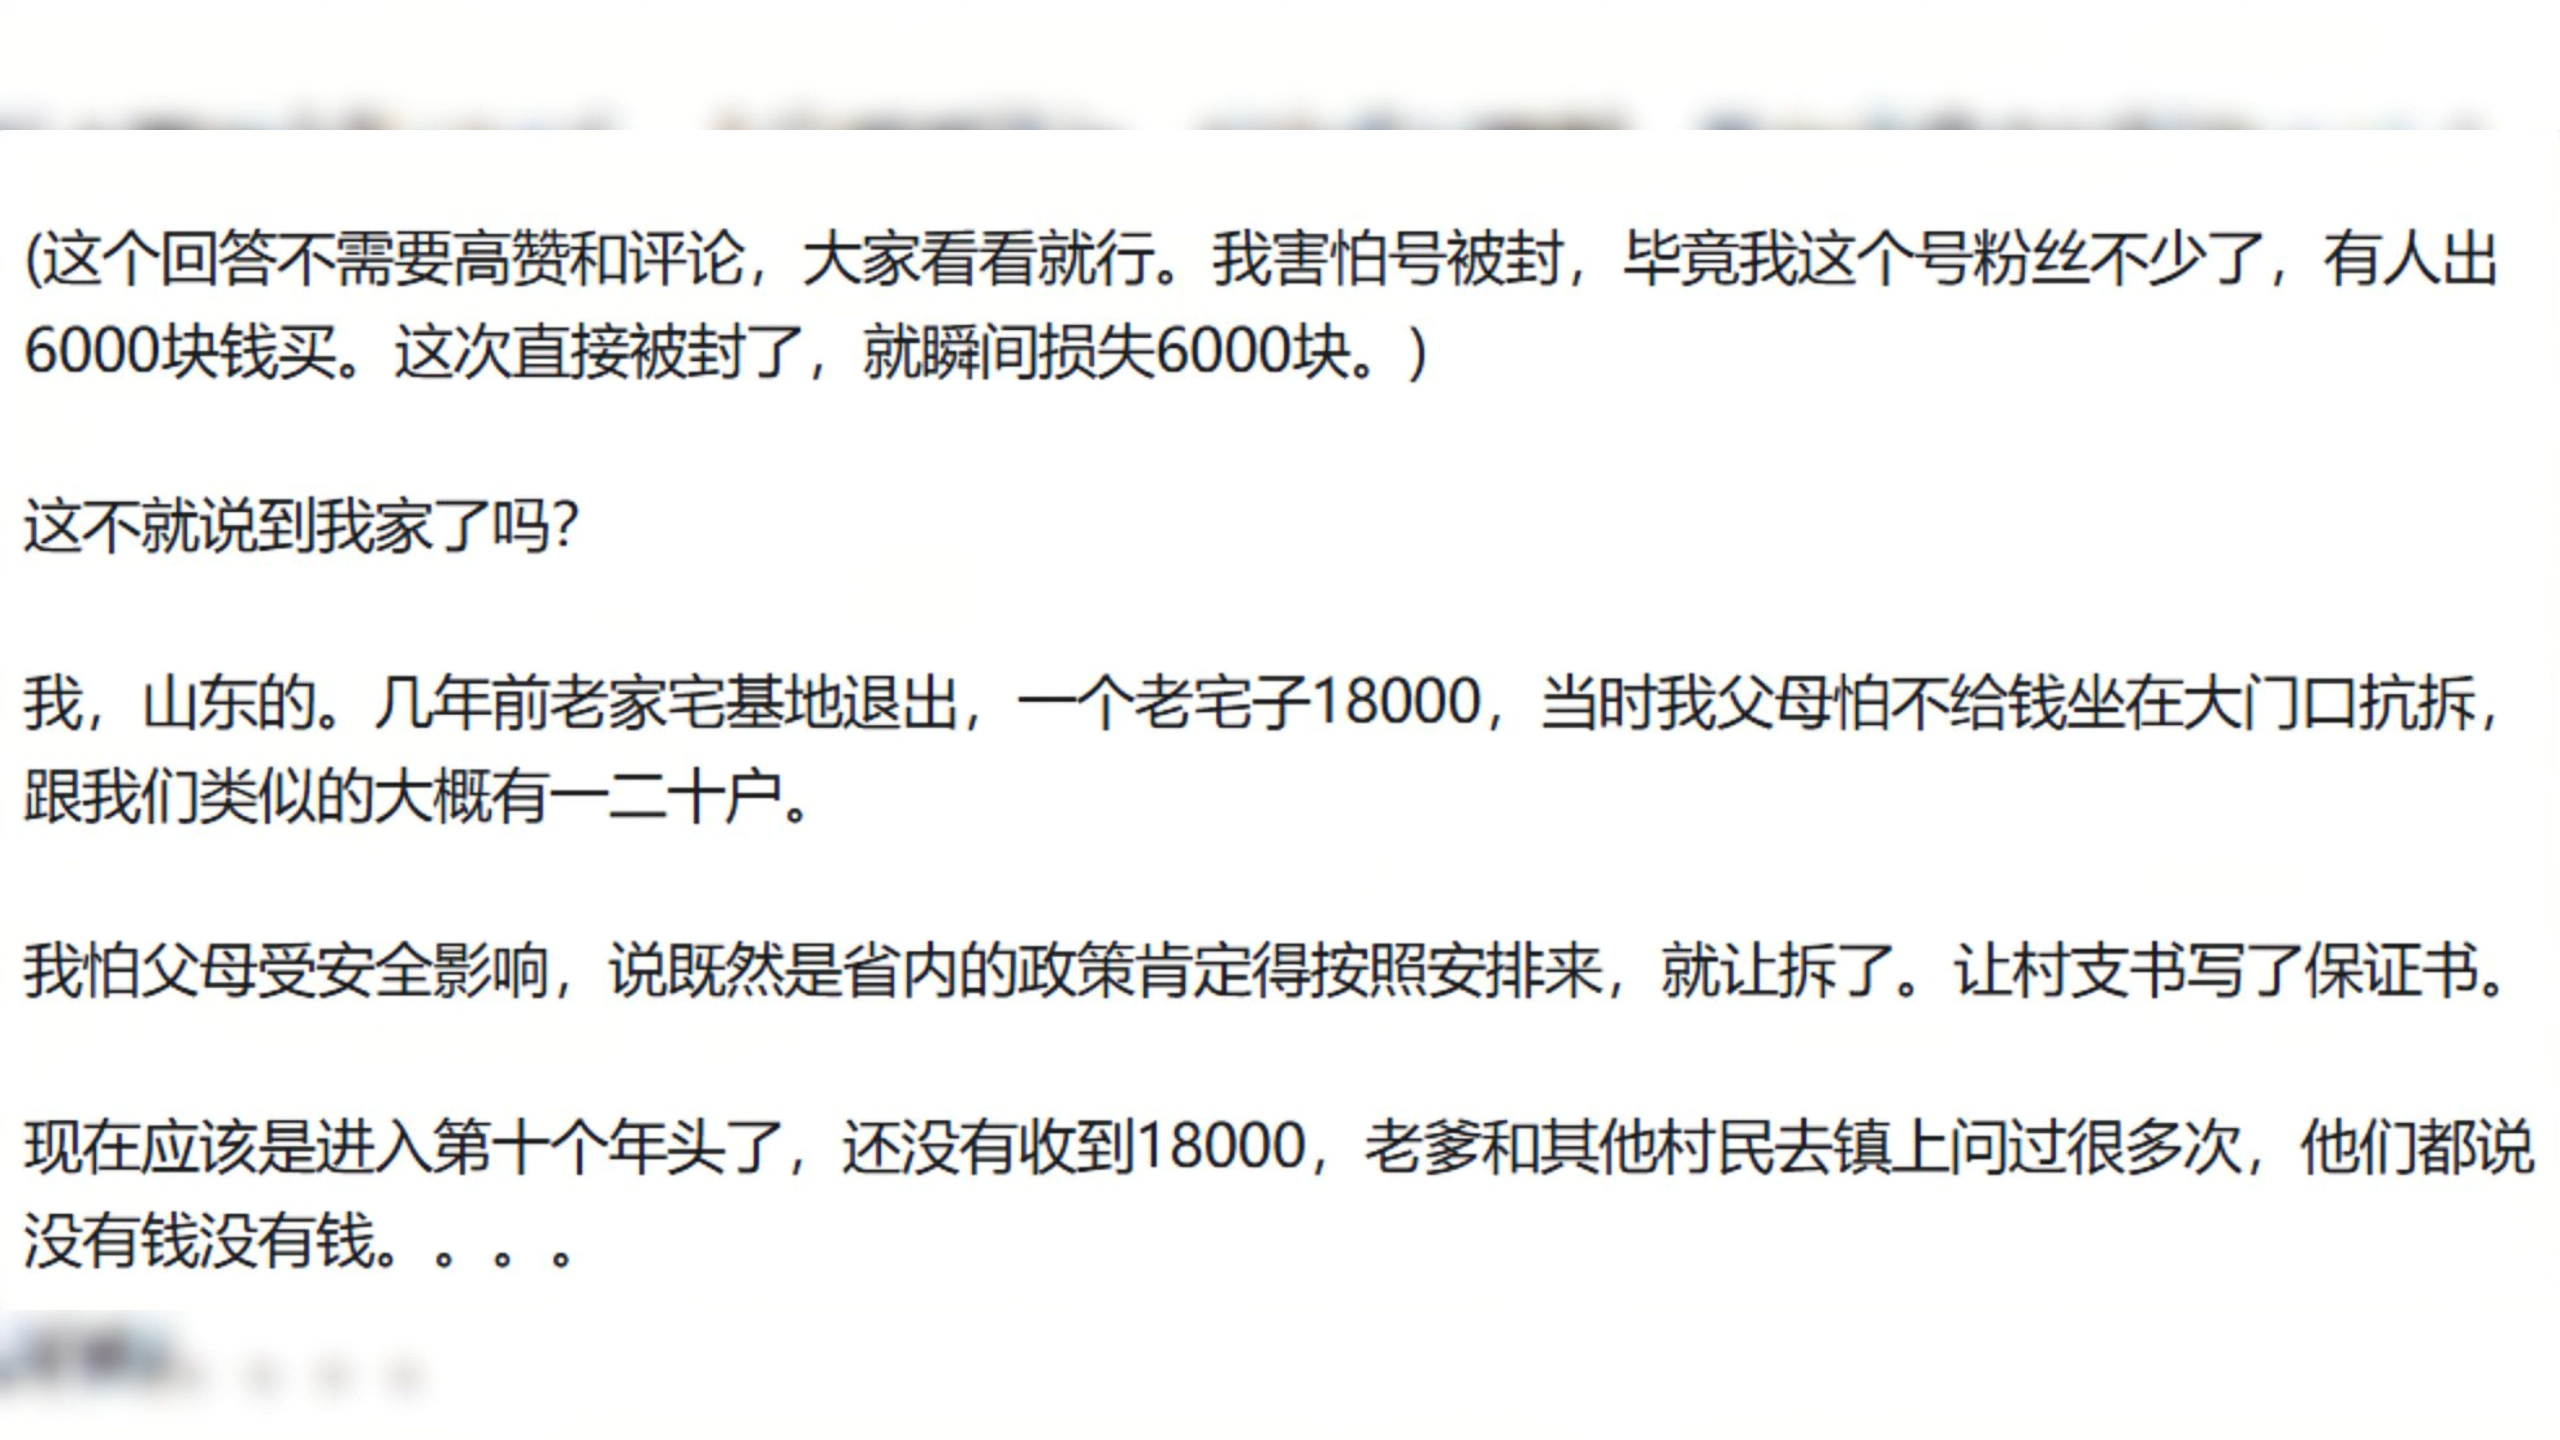 (这个回答不需要高赞和评论，大家看看就行。我害怕号被封，毕竟我这个号粉丝不少了，有人出
6000块钱买。这次直接被封了，就瞬间损失6000块。)
这不就说到我家了吗？
我，山东的。几年前老家宅基地退出，一个老宅子18000，当时我父母怕不给钱坐在大门口抗拆，
跟我们类似的大概有一二十户。
我怕父母受安全影响，说既然是省内的政策肯定得按照安排来，就让拆了。让村支书写了保证书。
现在应该是进入第十个年头了，还没有收到18000，老爹和其他村民去镇上问过很多次，他们都说
没有钱没有钱。。。。